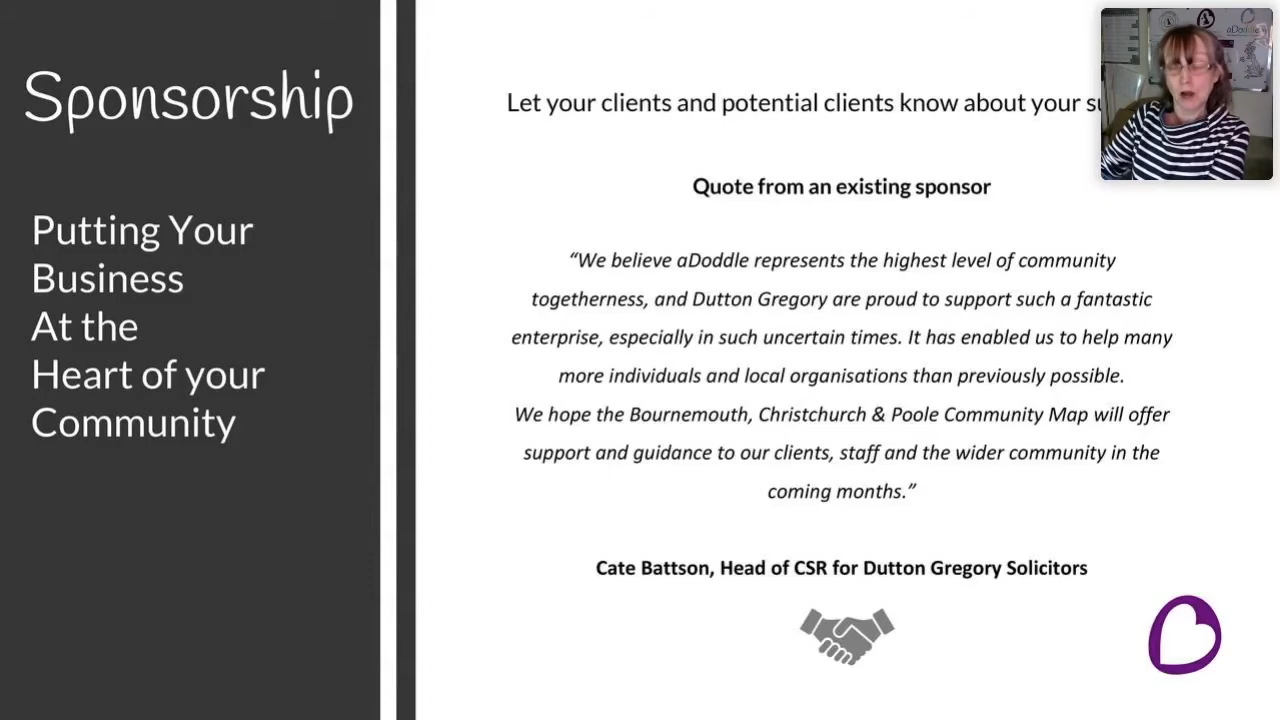 Sponsorship
Putting Your
Business
At the
Heart of your
Community
Let your clients and potential clients know about your
Quote from an existing sponsor
“We believe aDoddle represents the highest level of community
togetherness, and Dutton Gregory are proud to support such a fantastic
enterprise, especially in such uncertain times. It has enabled us to help many
more individuals and local organisations than previously possible.
We hope the Bournemouth, Christchurch & Poole Community Map will offer
support and guidance to our clients, staff and the wider community in the
coming months.”
Cate Battson, Head of CSR for Dutton Gregory Solicitors
aDoddle